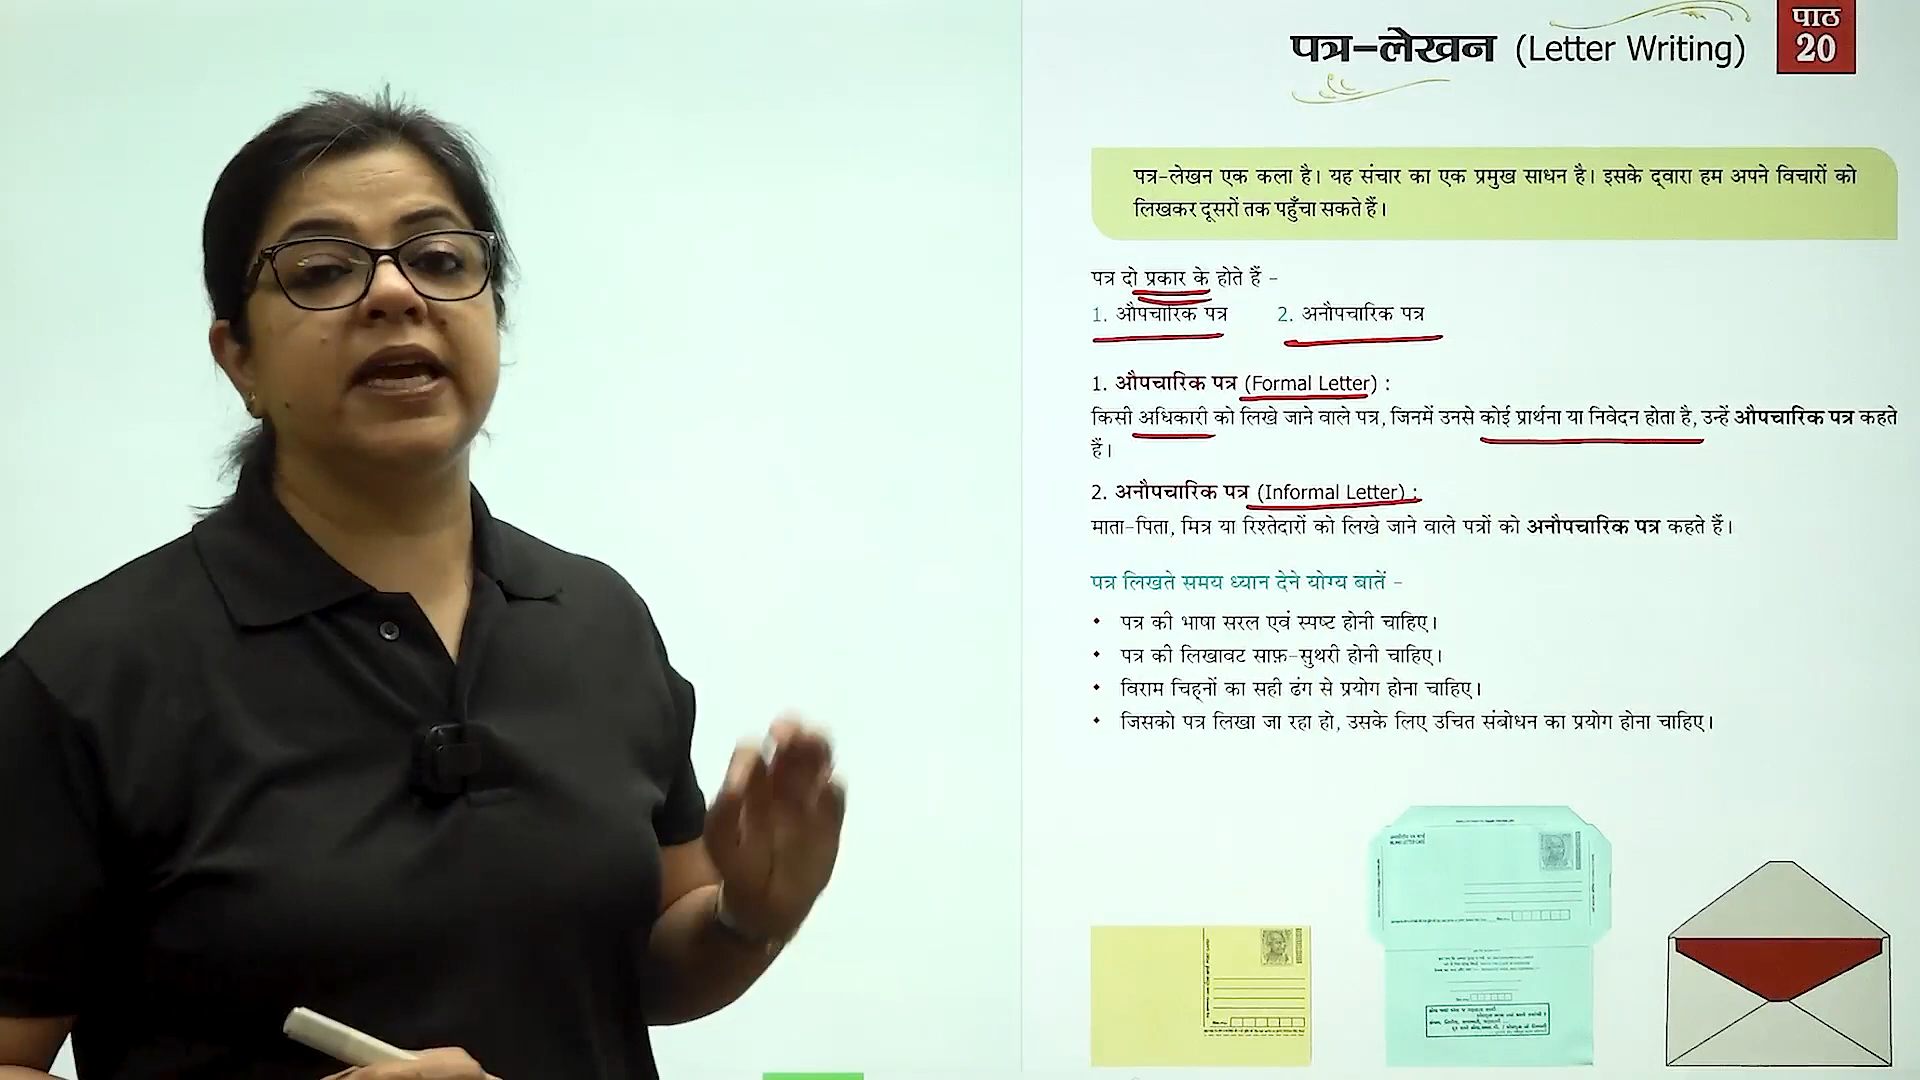 पाठ
20
पत्र-लेखन (Letter Writing)
पत्र-लेखन एक कला है। यह संचार का एक प्रमुख साधन है। इसके द्वारा हम अपने विचारों को
लिखकर दूसरों तक पहुँचा सकते हैं।
पत्र दो प्रकार के होते हैं –
1. औपचारिक पत्र 2. अनौपचारिक पत्र
1. औपचारिक पत्र (Formal Letter) :
किसी अधिकारी को लिखे जाने वाले पत्र, जिनमें उनसे कोई प्रार्थना या निवेदन होता है, उन्हें औपचारिक पत्र कहते
हैं।
2. अनौपचारिक पत्र (Informal Letter) :
माता-पिता, मित्र या रिश्तेदारों को लिखे जाने वाले पत्रों को अनौपचारिक पत्र कहते हैं।
पत्र लिखते समय ध्यान देने योग्य बातें –
• पत्र की भाषा सरल एवं स्पष्ट होनी चाहिए।
• पत्र की लिखावट साफ़-सुथरी होनी चाहिए।
• विराम चिह्नों का सही ढंग से प्रयोग होना चाहिए।
• जिसको पत्र लिखा जा रहा हो, उसके लिए उचित संबोधन का प्रयोग होना चाहिए।